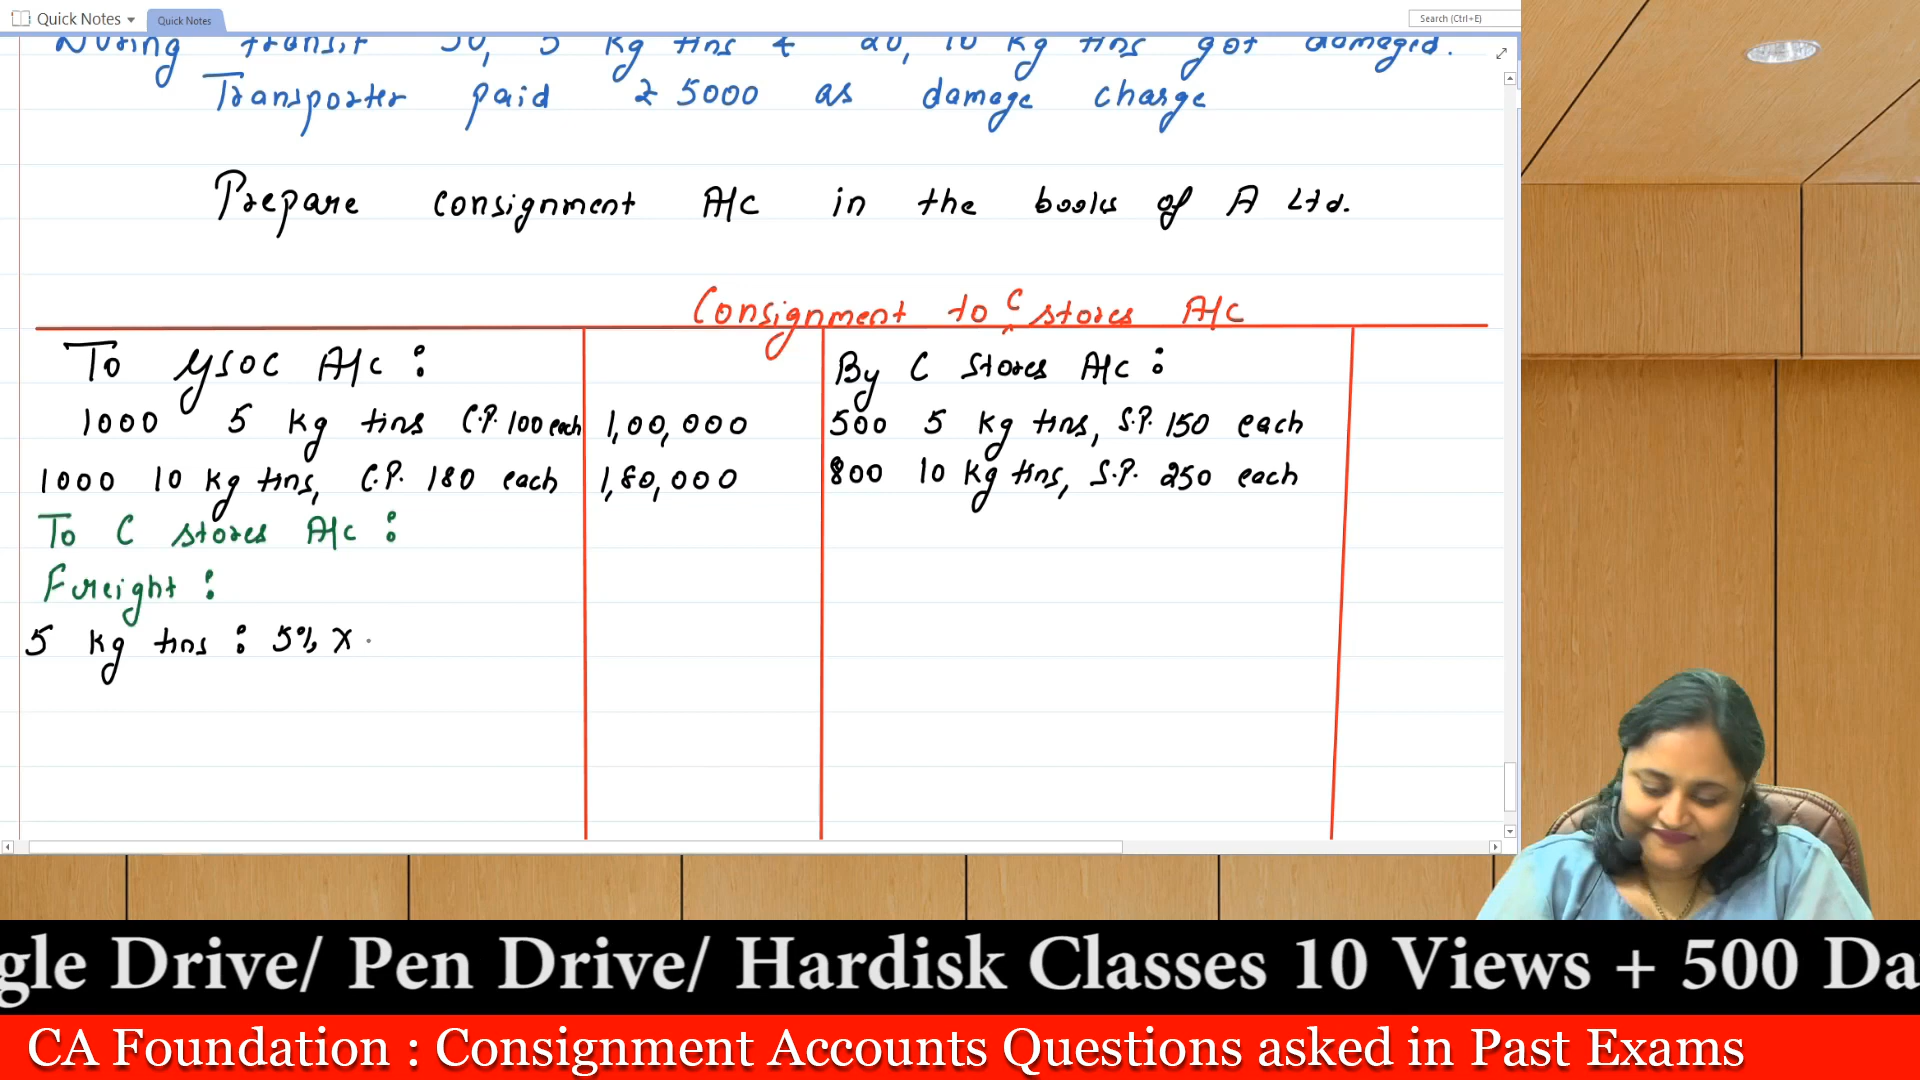 Quick Notes
Quick Notes
Search (Ctrl+E)
During transit 50, 5 kg tins & 20, 10 kg tins got damaged.
Transporter paid ₹ 5000 as damage charge
Prepare consignment A/c in the books of A Ltd.
Consignment to C stores A/c
To GSOC A/c :
1000 5 kg tins C.P. 100 each 1,00,000
1000 10 kg tins, C.P. 180 each 1,80,000
To C stores A/c :
Freight :
5 kg tins : 5% X
By C stores A/c :
500 5 kg tins, S.P. 150 each
800 10 kg tins, S.P. 250 each
gle Drive/ Pen Drive/ Hardisk Classes 10 Views + 500 Da
CA Foundation : Consignment Accounts Questions asked in Past Exams